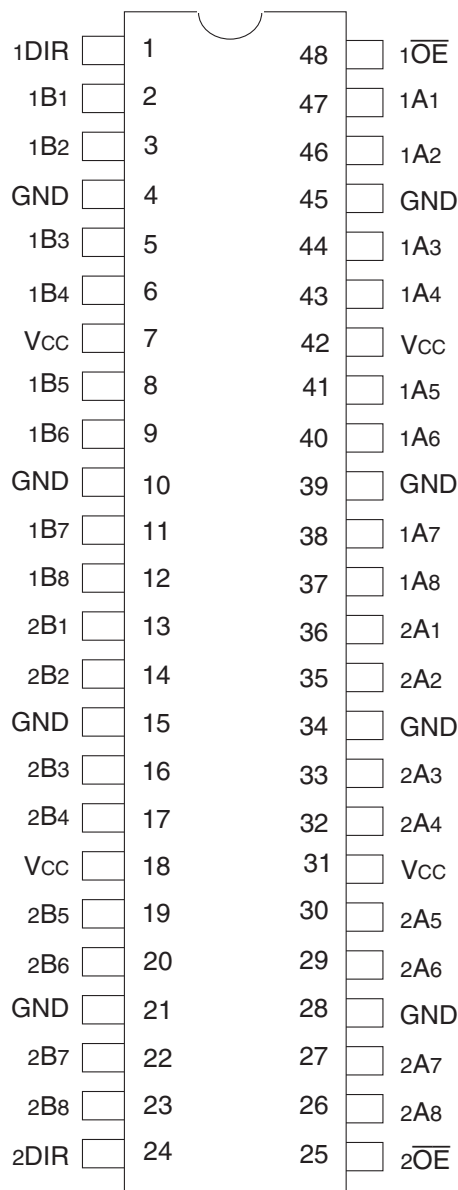 1DIR 1 48 1O̅E̅
1B1 2 47 1A1
1B2 3 46 1A2
GND 4 45 GND
1B3 5 44 1A3
1B4 6 43 1A4
VCC 7 42 VCC
1B5 8 41 1A5
1B6 9 40 1A6
GND 10 39 GND
1B7 11 38 1A7
1B8 12 37 1A8
2B1 13 36 2A1
2B2 14 35 2A2
GND 15 34 GND
2B3 16 33 2A3
2B4 17 32 2A4
VCC 18 31 VCC
2B5 19 30 2A5
2B6 20 29 2A6
GND 21 28 GND
2B7 22 27 2A7
2B8 23 26 2A8
2DIR 24 25 2O̅E̅